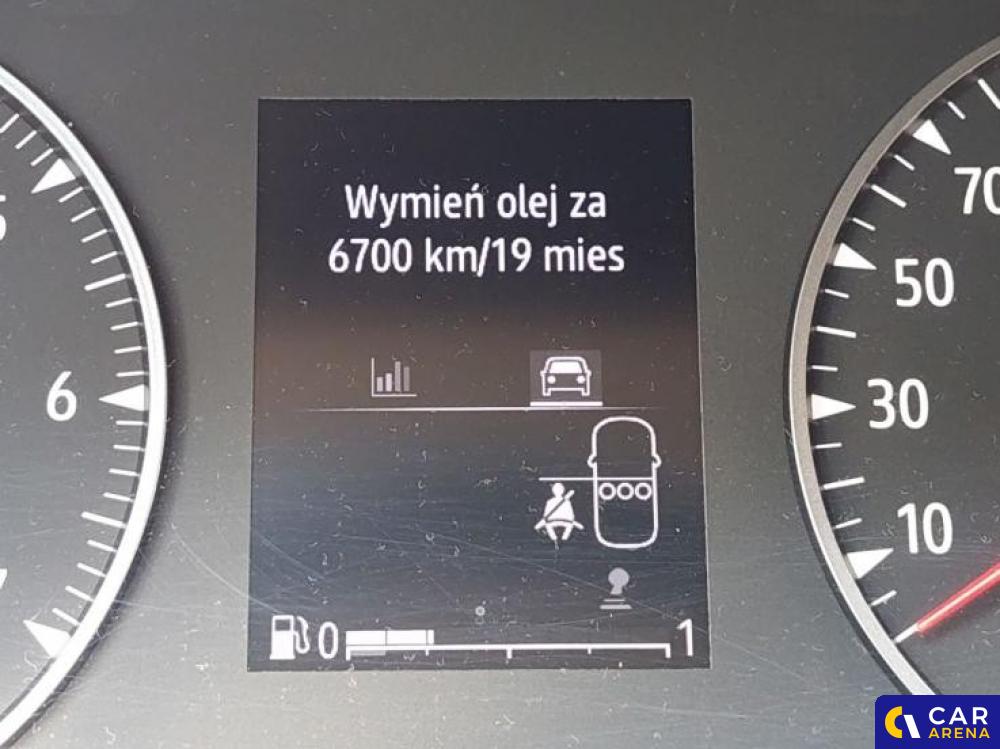 Wymień olej za
6700 km/19 mies
70
50
6
30
10
0
1
CAR
ARENA